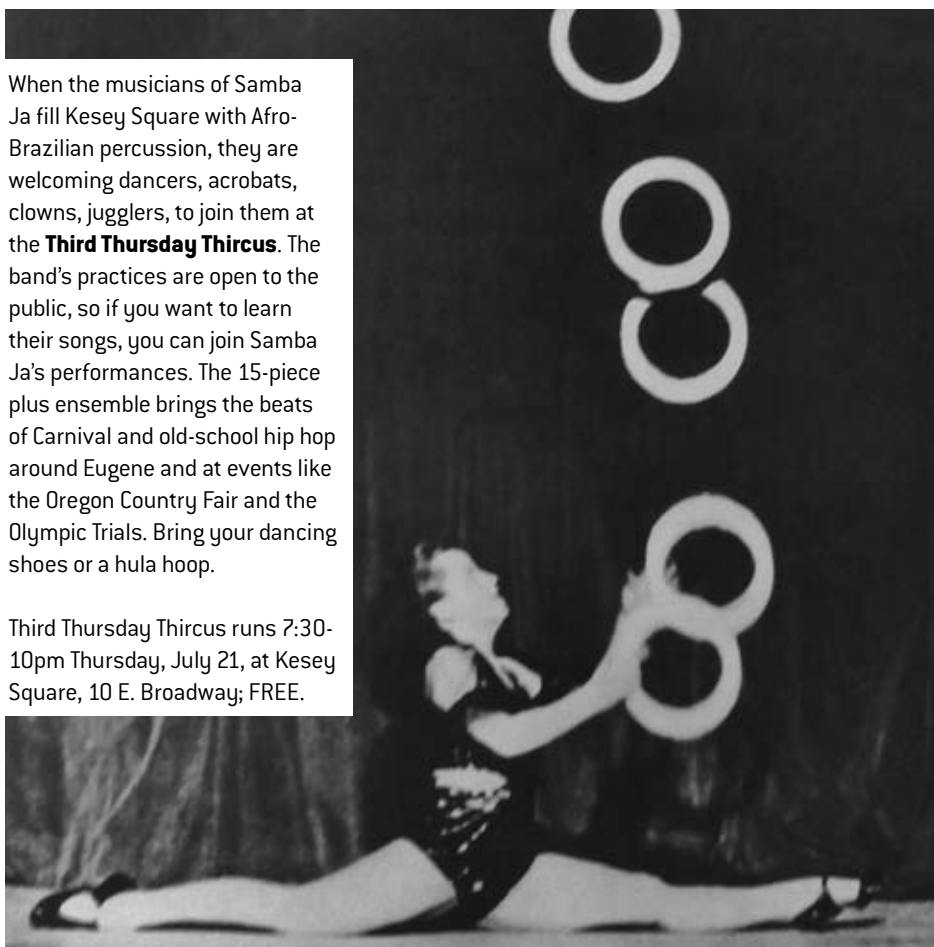 When the musicians of Samba
Ja fill Kesey Square with Afro-
Brazilian percussion, they are
welcoming dancers, acrobats,
clowns, jugglers, to join them at
the Third Thursday Thircus. The
band's practices are open to the
public, so if you want to learn
their songs, you can join Samba
Ja's performances. The 15-piece
plus ensemble brings the beats
of Carnival and old-school hip hop
around Eugene and at events like
the Oregon Country Fair and the
Olympic Trials. Bring your dancing
shoes or a hula hoop.

Third Thursday Thircus runs 7:30-
10pm Thursday, July 21, at Kesey
Square, 10 E. Broadway; FREE.